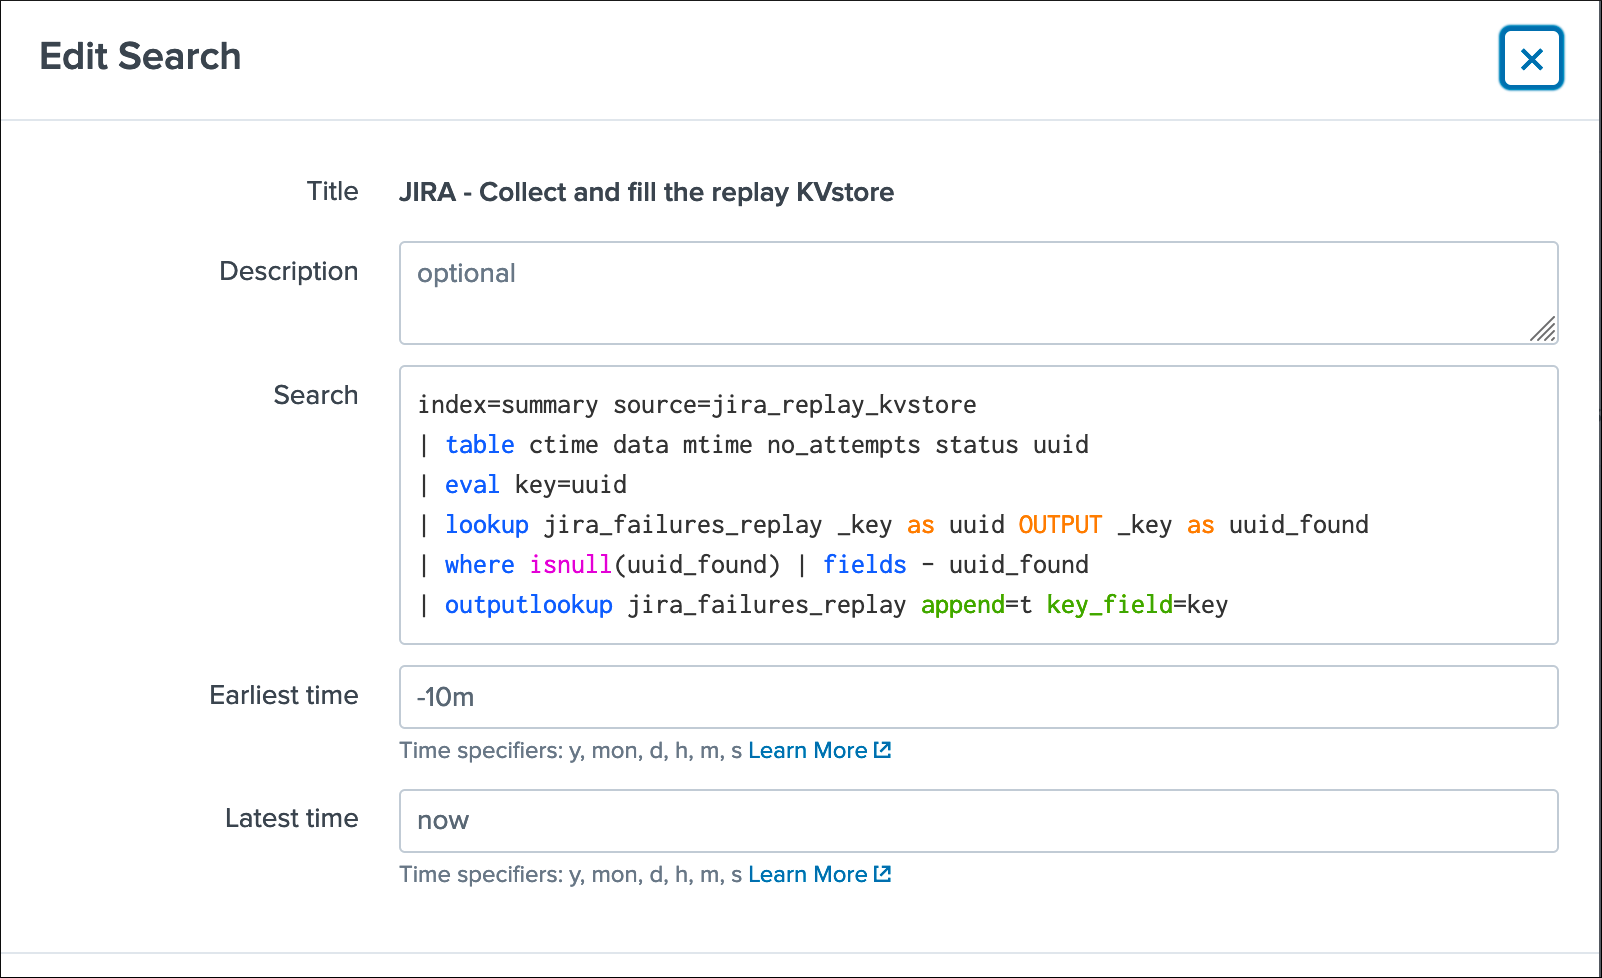 Edit Search
Title JIRA - Collect and fill the replay KVstore
Description optional
Search
index=summary source=jira_replay_kvstore
| table ctime data mtime no_attempts status uuid
| eval key=uuid
| lookup jira_failures_replay _key as uuid OUTPUT _key as uuid_found
| where isnull(uuid_found) | fields - uuid_found
| outputlookup jira_failures_replay append=t key_field=key
Earliest time -10m
Time specifiers: y, mon, d, h, m, s Learn More
Latest time now
Time specifiers: y, mon, d, h, m, s Learn More